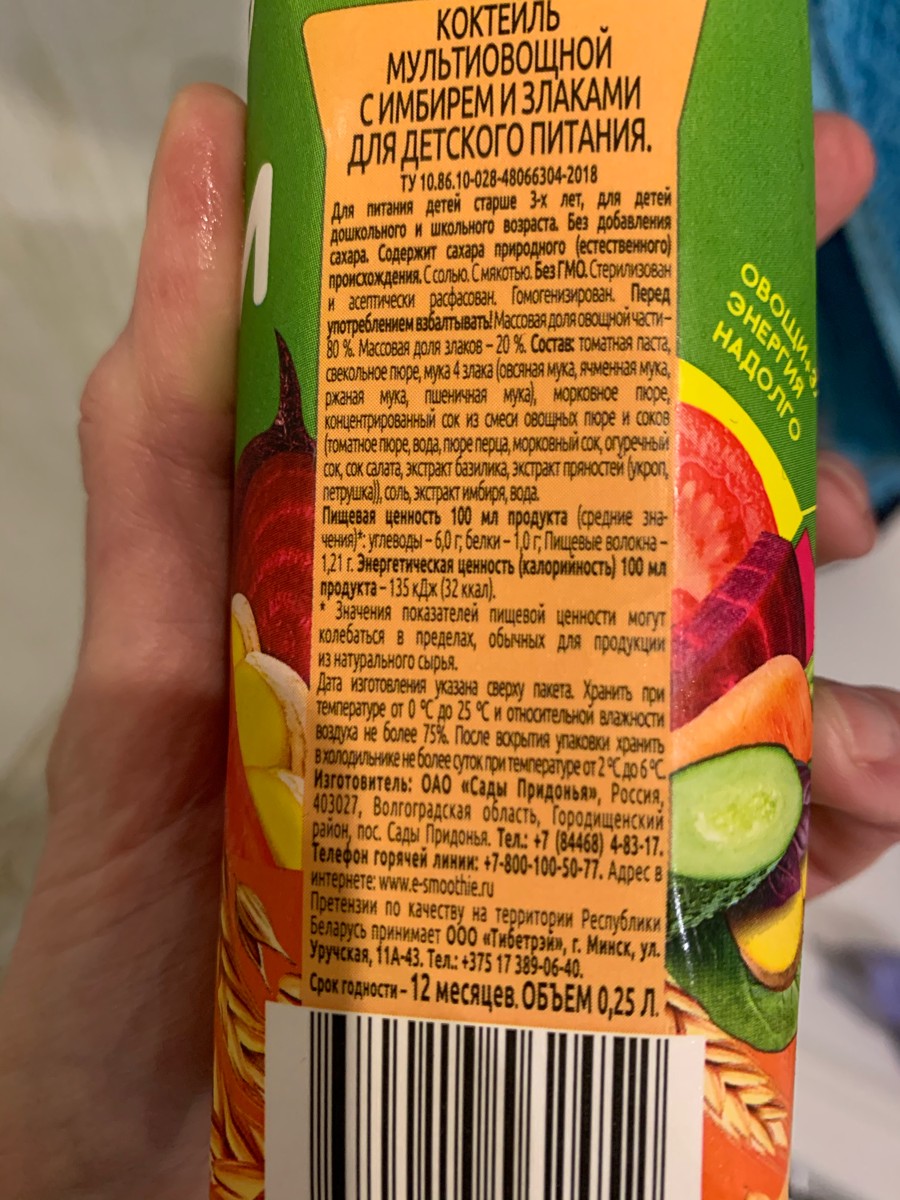 КОКТЕЙЛЬ
МУЛЬТИОВОЩНОЙ
С ИМБИРЕМ И ЗЛАКАМИ
ДЛЯ ДЕТСКОГО ПИТАНИЯ.
ТУ 10.86.10-028-48066304-2018
Для питания детей старше 3-х лет, для детей
дошкольного и школьного возраста. Без добавления
сахара. Содержит сахара природного (естественного)
происхождения. С солью. С мякотью. Без ГМО. Стерилизован
и асептически расфасован. Гомогенизирован. Перед
употреблением взбалтывать! Массовая доля овощной части –
80 %. Массовая доля злаков – 20 %. Состав: томатная паста,
свекольное пюре, мука 4 злака (овсяная мука, ячменная мука,
ржаная мука, пшеничная мука), морковное пюре,
концентрированный сок из смеси овощных пюре и соков
(томатное пюре, вода, пюре перца, морковный сок, огуречный
сок, сок салата, экстракт базилика, экстракт пряностей (укроп,
петрушка)), соль, экстракт имбиря, вода.
Пищевая ценность 100 мл продукта (средние зна-
чения)*: углеводы – 6,0 г, белки – 1,0 г, Пищевые волокна –
1,21 г. Энергетическая ценность (калорийность) 100 мл
продукта – 135 кДж (32 ккал).
* Значения показателей пищевой ценности могут
колебаться в пределах, обычных для продукции
из натурального сырья.
Дата изготовления указана сверху пакета. Хранить при
температуре от 0 °С до 25 °С и относительной влажности
воздуха не более 75%. После вскрытия упаковки хранить
в холодильнике не более суток при температуре от 2 °С до 6 °С.
Изготовитель: ОАО «Сады Придонья», Россия,
403027, Волгоградская область, Городищенский
район, пос. Сады Придонья. Тел.: +7 (84468) 4-83-17.
Телефон горячей линии: +7-800-100-50-77. Адрес в
интернете: www.e-smoothie.ru
Претензии по качеству на территории Республики
Беларусь принимает ООО «Тибетрэй», г. Минск, ул.
Уручская, 11А-43. Тел.: +375 17 389-06-40.
Срок годности – 12 месяцев. ОБЪЕМ 0,25 Л.
ОВОЩИ-
ЭНЕРГИЯ
НАДОЛГО